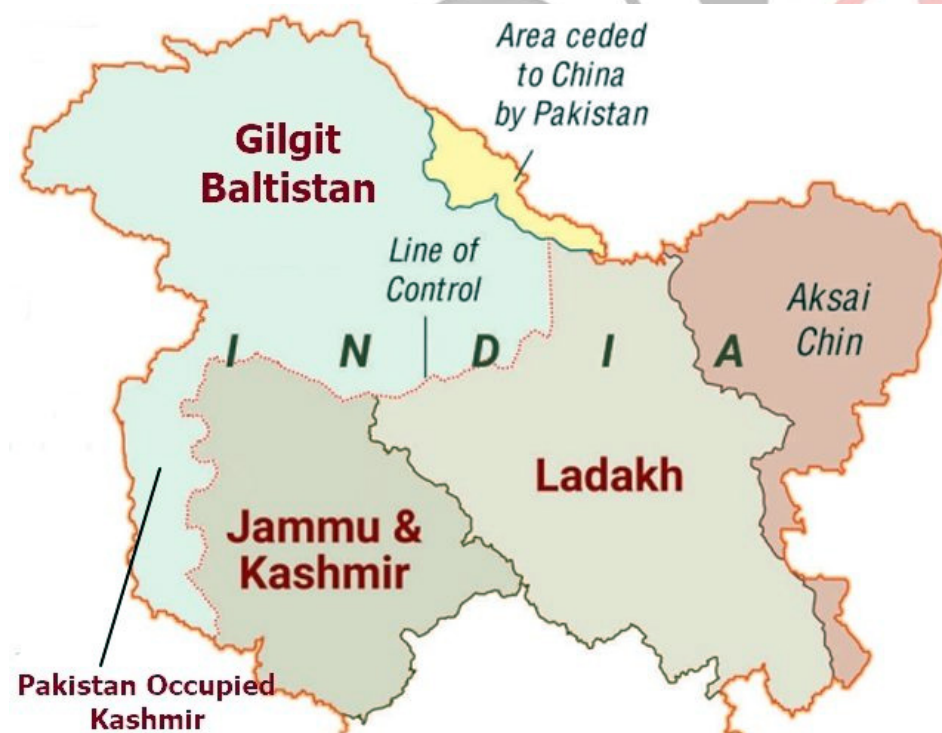 Area ceded
to China
by Pakistan
Gilgit
Baltistan
Line of
Control
Aksai
Chin
I N D I A
Ladakh
Jammu &
Kashmir
Pakistan Occupied
Kashmir